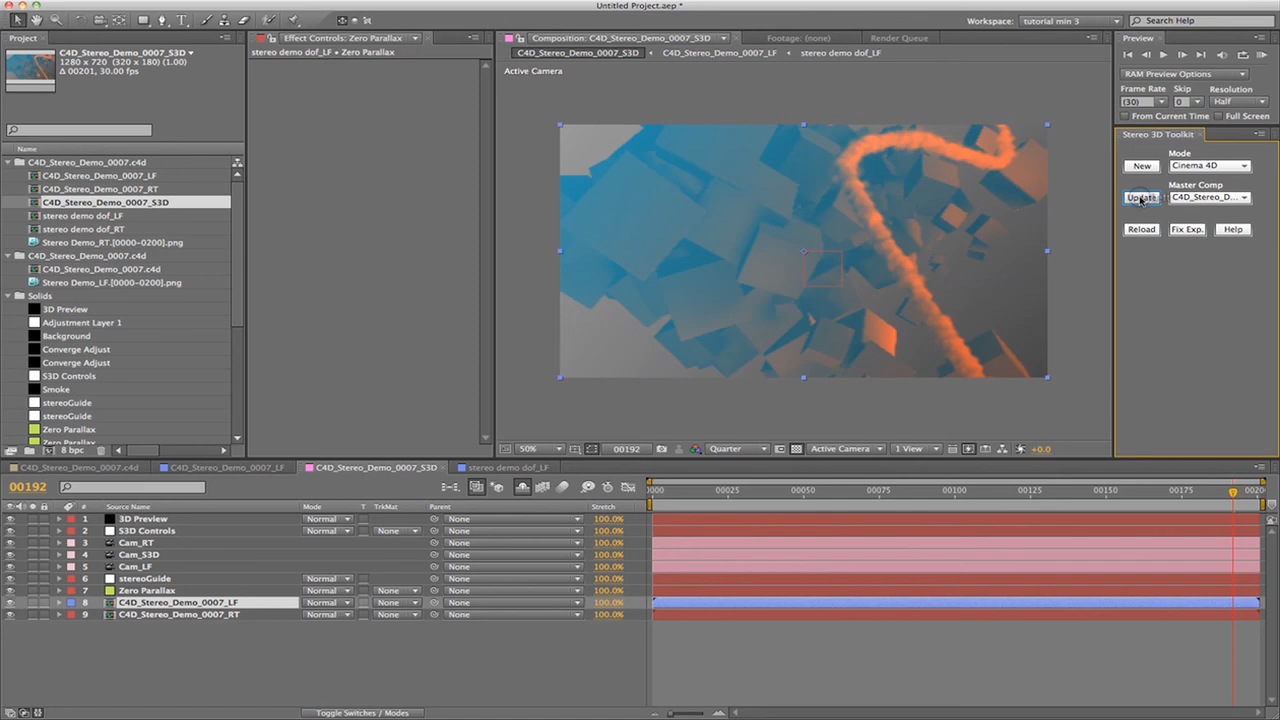 Untitled Project.aep *
Workspace: tutorial min 3 Search Help
Project
C4D_Stereo_Demo_0007_S3D ▾
1280 x 720 (320 x 180) (1.00)
Δ 00201, 30.00 fps
Name
C4D_Stereo_Demo_0007.c4d
C4D_Stereo_Demo_0007_LF
C4D_Stereo_Demo_0007_RT
C4D_Stereo_Demo_0007_S3D
stereo demo dof_LF
stereo demo dof_RT
Stereo Demo_RT.[0000-0200].png
C4D_Stereo_Demo_0007.c4d
C4D_Stereo_Demo_0007.c4d
Stereo Demo_LF.[0000-0200].png
Solids
3D Preview
Adjustment Layer 1
Background
Converge Adjust
Converge Adjust
S3D Controls
Smoke
stereoGuide
stereoGuide
Zero Parallax
Zero Parallax
8 bpc
Effect Controls: Zero Parallax
stereo demo dof_LF • Zero Parallax
Composition: C4D_Stereo_Demo_0007_S3D Footage: (none) Render Queue
C4D_Stereo_Demo_0007_S3D C4D_Stereo_Demo_0007_LF stereo demo dof_LF
Active Camera
50% 00192 Quarter Active Camera 1 View +0.0
Preview
RAM Preview Options
Frame Rate Skip Resolution
(30) 0 Half
From Current Time Full Screen
Stereo 3D Toolkit
Mode
New Cinema 4D
Master Comp
Update C4D_Stereo_D...
Reload Fix Exp. Help
C4D_Stereo_Demo_0007.c4d C4D_Stereo_Demo_0007_LF C4D_Stereo_Demo_0007_S3D stereo demo dof_LF
00192
0000 00025 00050 00075 00100 00125 00150 00175 0020
# Source Name Mode T TrkMat Parent Stretch
1 3D Preview Normal None 100.0%
2 S3D Controls Normal None None 100.0%
3 Cam_RT None 100.0%
4 Cam_S3D None 100.0%
5 Cam_LF None 100.0%
6 stereoGuide Normal None 100.0%
7 Zero Parallax Normal None None 100.0%
8 C4D_Stereo_Demo_0007_LF Normal None None 100.0%
9 C4D_Stereo_Demo_0007_RT Normal None None 100.0%
Toggle Switches / Modes